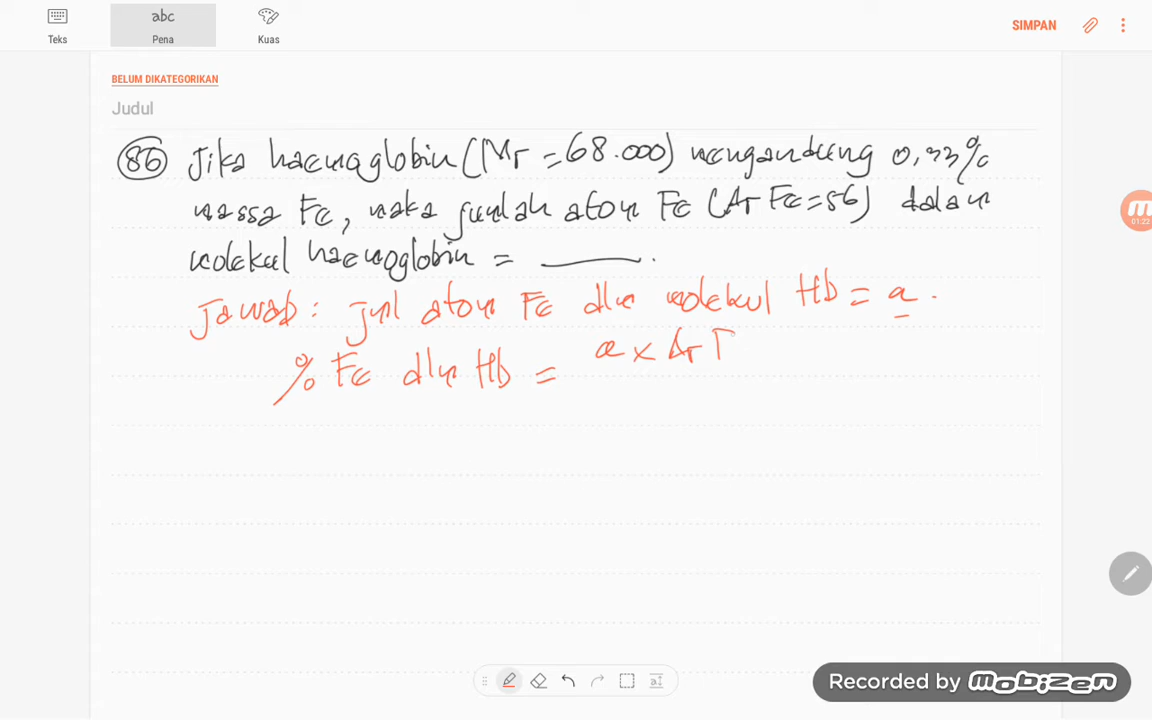 Teks
abc
Pena
Kuas
SIMPAN
BELUM DIKATEGORIKAN
Judul
86 Jika haemoglobin (Mr = 68.000) mengandung 0,33%
massa Fe, maka jumlah atom Fe (Ar Fe = 56) dalam
molekul haemoglobin = ____.
Jawab: jml atom Fe dlm molekul Hb = a.
% Fe dlm Hb = a x Ar
01:22
Recorded by mobizen